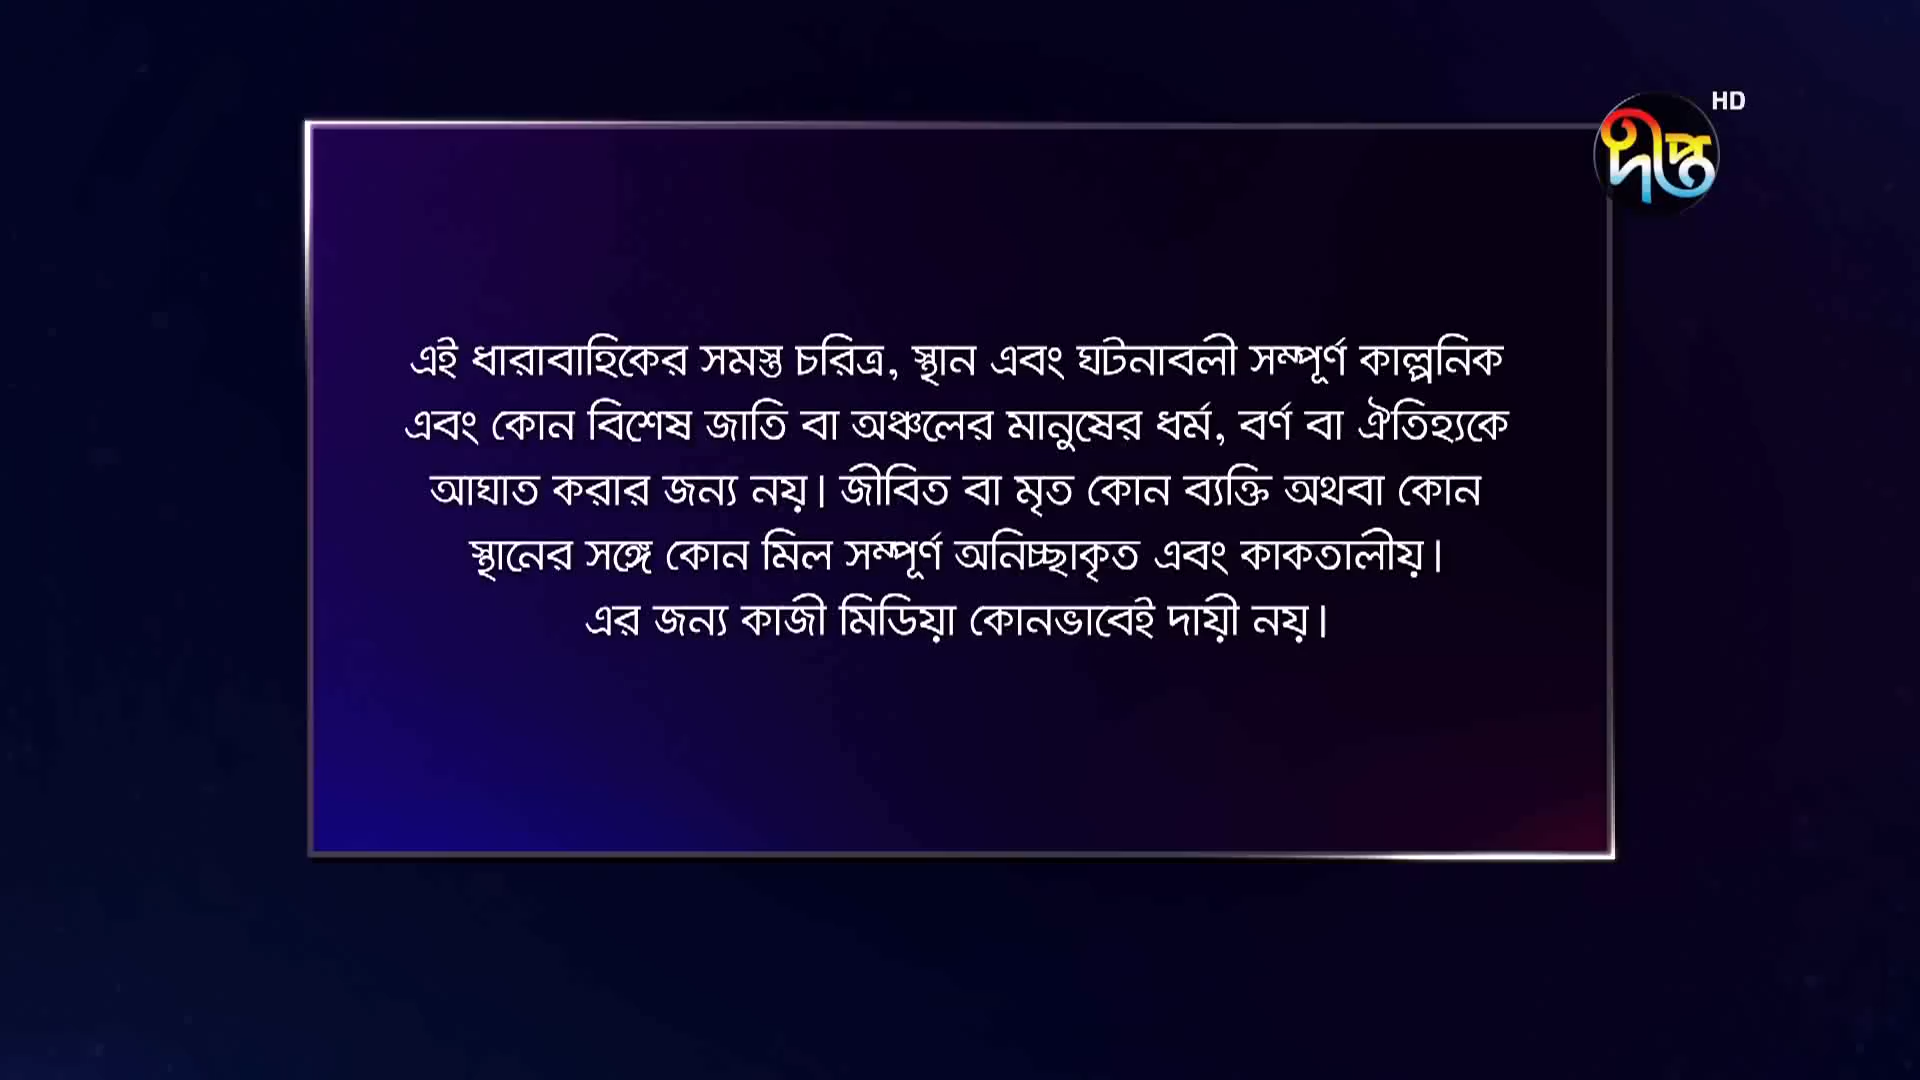 HD
দীপ্ত
এই ধারাবাহিকের সমস্ত চরিত্র, স্থান এবং ঘটনাবলী সম্পূর্ণ কাল্পনিক
এবং কোন বিশেষ জাতি বা অঞ্চলের মানুষের ধর্ম, বর্ণ বা ঐতিহ্যকে
আঘাত করার জন্য নয়। জীবিত বা মৃত কোন ব্যক্তি অথবা কোন
স্থানের সঙ্গে কোন মিল সম্পূর্ণ অনিচ্ছাকৃত এবং কাকতালীয়।
এর জন্য কাজী মিডিয়া কোনভাবেই দায়ী নয়।